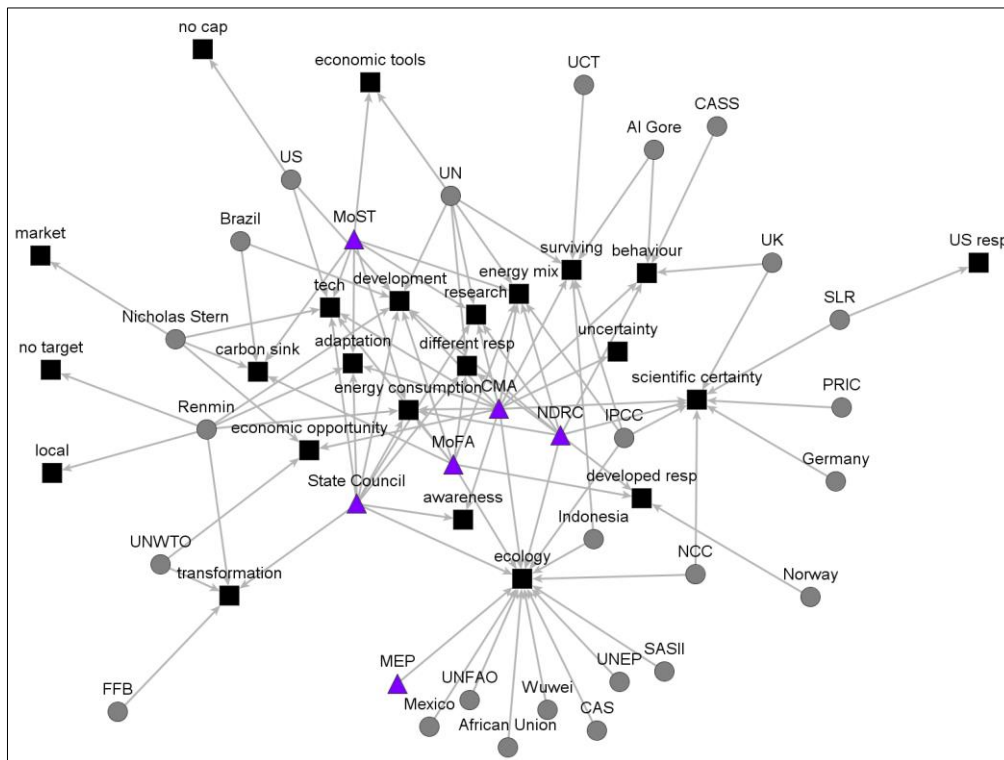 no cap
economic tools
UCT
CASS
Al Gore
US
UN
MoST
Brazil
market
surviving
behaviour
UK
US resp
energy mix
development
research
tech
SLR
Nicholas Stern
uncertainty
no target
carbon sink
adaptation
different resp
scientific certainty
energy consumption
CMA
PRIC
Renmin
economic opportunity
NDRC
IPCC
local
MoFA
Germany
State Council
developed resp
awareness
Indonesia
UNWTO
ecology
NCC
transformation
Norway
MEP
UNFAO
UNEP
SASII
FFB
Mexico
Wuwei
African Union
CAS